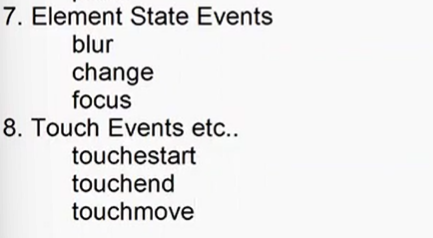 7. Element State Events
blur
change
focus
8. Touch Events etc..
touchestart
touchend
touchmove